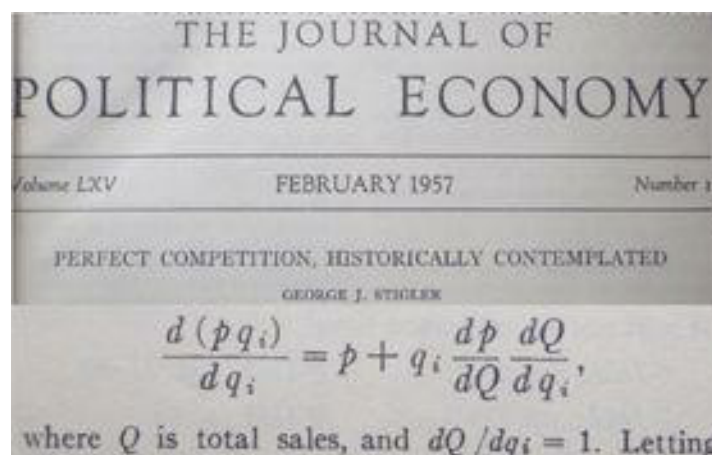 THE JOURNAL OF
POLITICAL ECONOMY
Volume LXV FEBRUARY 1957 Number 1
PERFECT COMPETITION, HISTORICALLY CONTEMPLATED
GEORGE J. STIGLER
d(pq_i)/dq_i = p + q_i dp/dQ dQ/dq_i,
where Q is total sales, and dQ/dq_i = 1. Letting